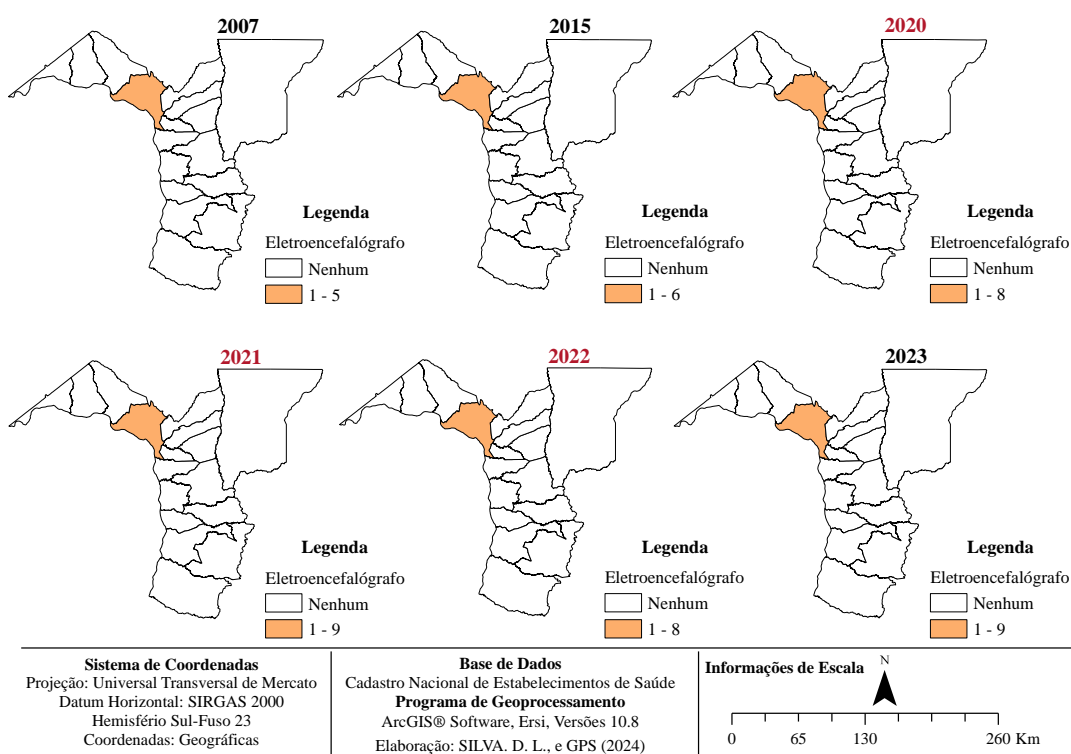 2007
Legenda
Eletroencefalógrafo
Nenhum
1 - 5
2015
Legenda
Eletroencefalógrafo
Nenhum
1 - 6
2020
Legenda
Eletroencefalógrafo
Nenhum
1 - 8
2021
Legenda
Eletroencefalógrafo
Nenhum
1 - 9
2022
Legenda
Eletroencefalógrafo
Nenhum
1 - 8
2023
Legenda
Eletroencefalógrafo
Nenhum
1 - 9
Sistema de Coordenadas
Projeção: Universal Transversal de Mercato
Datum Horizontal: SIRGAS 2000
Hemisfério Sul-Fuso 23
Coordenadas: Geográficas
Base de Dados
Cadastro Nacional de Estabelecimentos de Saúde
Programa de Geoprocessamento
ArcGIS® Software, Ersi, Versões 10.8
Elaboração: SILVA. D. L., e GPS (2024)
Informações de Escala
N
0 65 130 260 Km